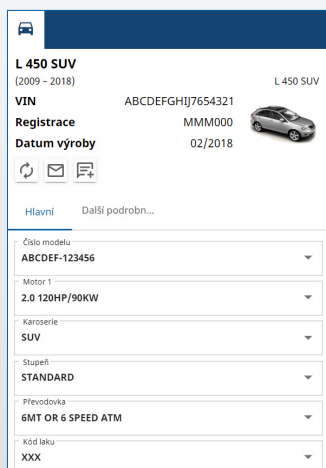 L 450 SUV
(2009 – 2018)
L 450 SUV
VIN ABCDEFGHIJ7654321
Registrace MMM000
Datum výroby 02/2018
Hlavní Další podrobn...
Číslo modelu
ABCDEF-123456
Motor 1
2.0 120HP/90KW
Karoserie
SUV
Stupeň
STANDARD
Převodovka
6MT OR 6 SPEED ATM
Kód laku
XXX